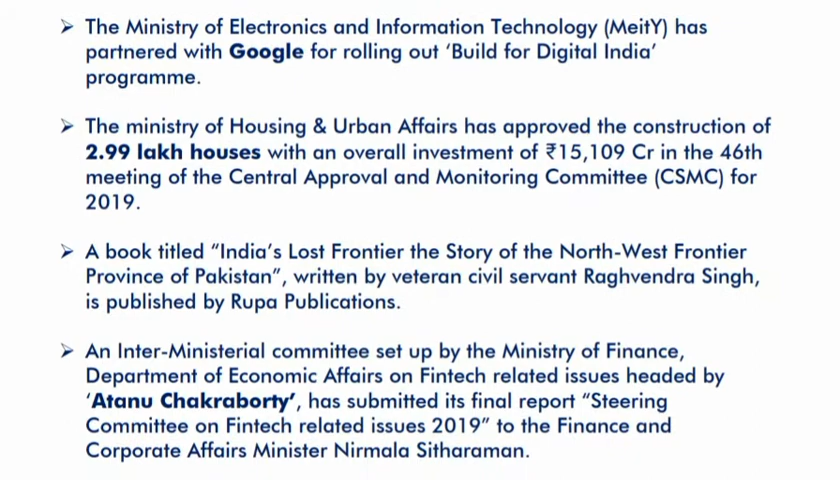 ➢ The Ministry of Electronics and Information Technology (MeitY) has
partnered with Google for rolling out ‘Build for Digital India’
programme.
➢ The ministry of Housing & Urban Affairs has approved the construction of
2.99 lakh houses with an overall investment of ₹15,109 Cr in the 46th
meeting of the Central Approval and Monitoring Committee (CSMC) for
2019.
➢ A book titled “India’s Lost Frontier the Story of the North-West Frontier
Province of Pakistan”, written by veteran civil servant Raghvendra Singh,
is published by Rupa Publications.
➢ An Inter-Ministerial committee set up by the Ministry of Finance,
Department of Economic Affairs on Fintech related issues headed by
‘Atanu Chakraborty’, has submitted its final report “Steering
Committee on Fintech related issues 2019” to the Finance and
Corporate Affairs Minister Nirmala Sitharaman.